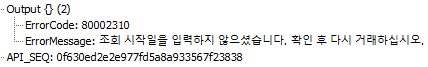 Output {} (2)
ErrorCode: 80002310
ErrorMessage: 조회 시작일을 입력하지 않으셨습니다. 확인 후 다시 거래하십시오.
API_SEQ: 0f630ed2e2e977fd5a8a933567f23838